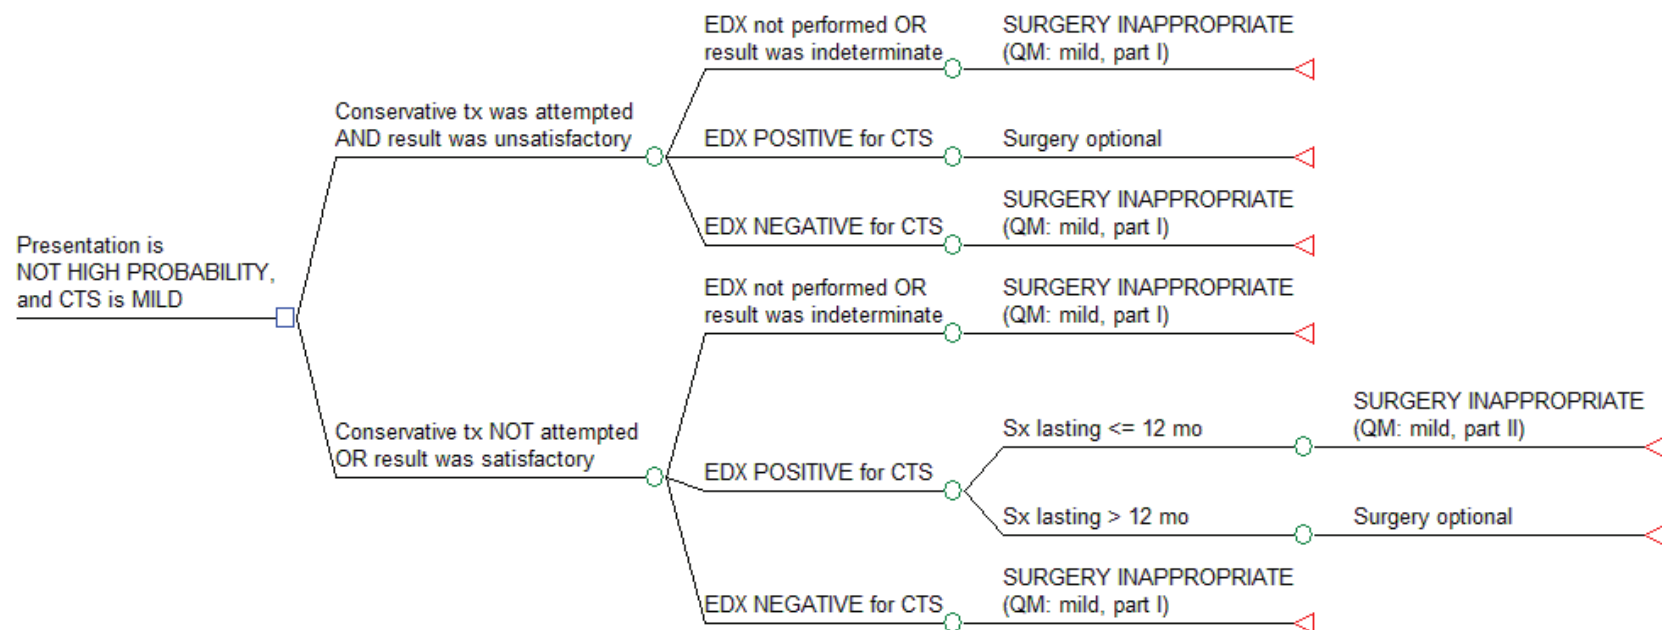 Presentation is
NOT HIGH PROBABILITY,
and CTS is MILD
Conservative tx was attempted
AND result was unsatisfactory
EDX not performed OR
result was indeterminate
SURGERY INAPPROPRIATE
(QM: mild, part I)
EDX POSITIVE for CTS
Surgery optional
EDX NEGATIVE for CTS
SURGERY INAPPROPRIATE
(QM: mild, part I)
Conservative tx NOT attempted
OR result was satisfactory
EDX not performed OR
result was indeterminate
SURGERY INAPPROPRIATE
(QM: mild, part I)
EDX POSITIVE for CTS
Sx lasting <= 12 mo
SURGERY INAPPROPRIATE
(QM: mild, part II)
Sx lasting > 12 mo
Surgery optional
EDX NEGATIVE for CTS
SURGERY INAPPROPRIATE
(QM: mild, part I)